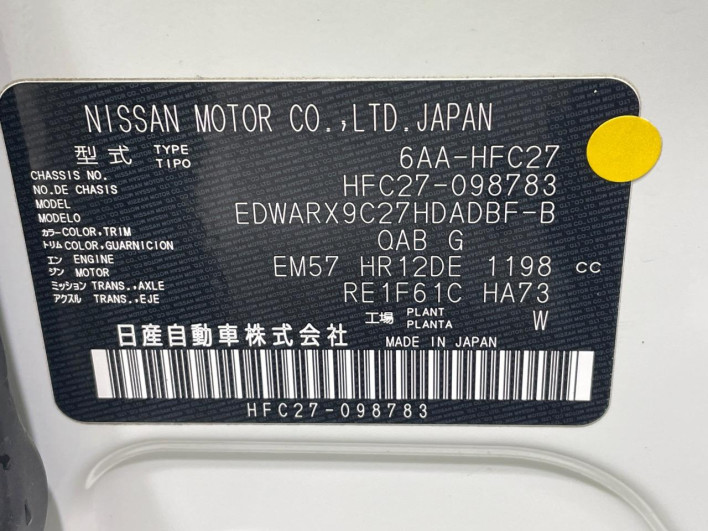 NISSAN MOTOR CO.,LTD.JAPAN
型式 TYPE TIPO 6AA-HFC27
CHASSIS NO.
NO.DE CHASIS HFC27-098783
MODEL
MODELO EDWARX9C27HDADBF-B
カラー COLOR,TRIM
トリム COLOR,GUARNICION QAB G
エンジン ENGINE MOTOR EM57 HR12DE 1198 CC
ミッション TRANS.,AXLE
アクスル TRANS.,EJE RE1F61C HA73
工場 PLANT PLANTA W
日産自動車株式会社 MADE IN JAPAN
HFC27-098783